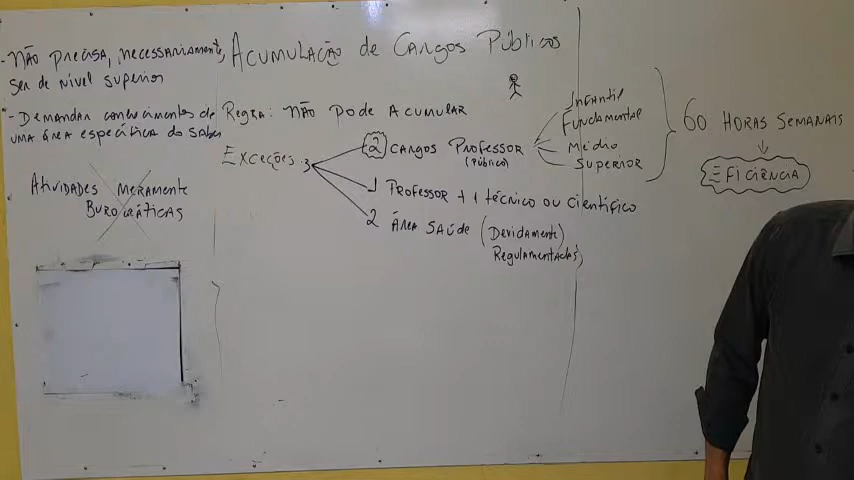 Acumulação de Cargos Públicos
- Não precisa, necessariamente,
ser de nível superior
- Demandar conhecimentos de
uma área específica do saber
Atividades meramente
burocráticas
Regra: Não pode acumular
Exceções: 3
2 cargos Professor
(público)
Infantil
Fundamental
Médio
Superior
60 horas semanais
Eficiência
1 Professor + 1 técnico ou científico
2 Área Saúde (Devidamente
Regulamentadas)